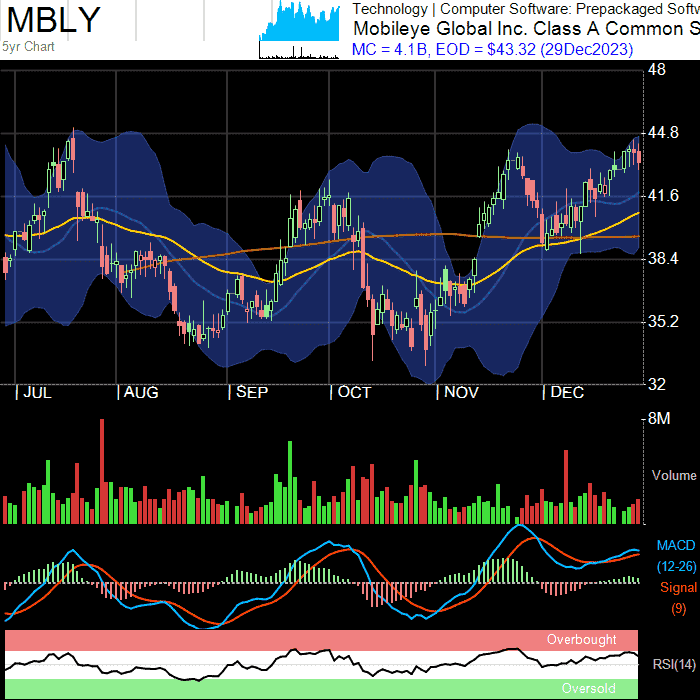 MBLY
5yr Chart
Technology | Computer Software: Prepackaged Softw
Mobileye Global Inc. Class A Common S
MC = 4.1B, EOD = $43.32 (29Dec2023)
48
44.8
41.6
38.4
35.2
32
JUL AUG SEP OCT NOV DEC
8M
Volume
MACD
(12-26)
Signal
(9)
Overbought
RSI(14)
Oversold